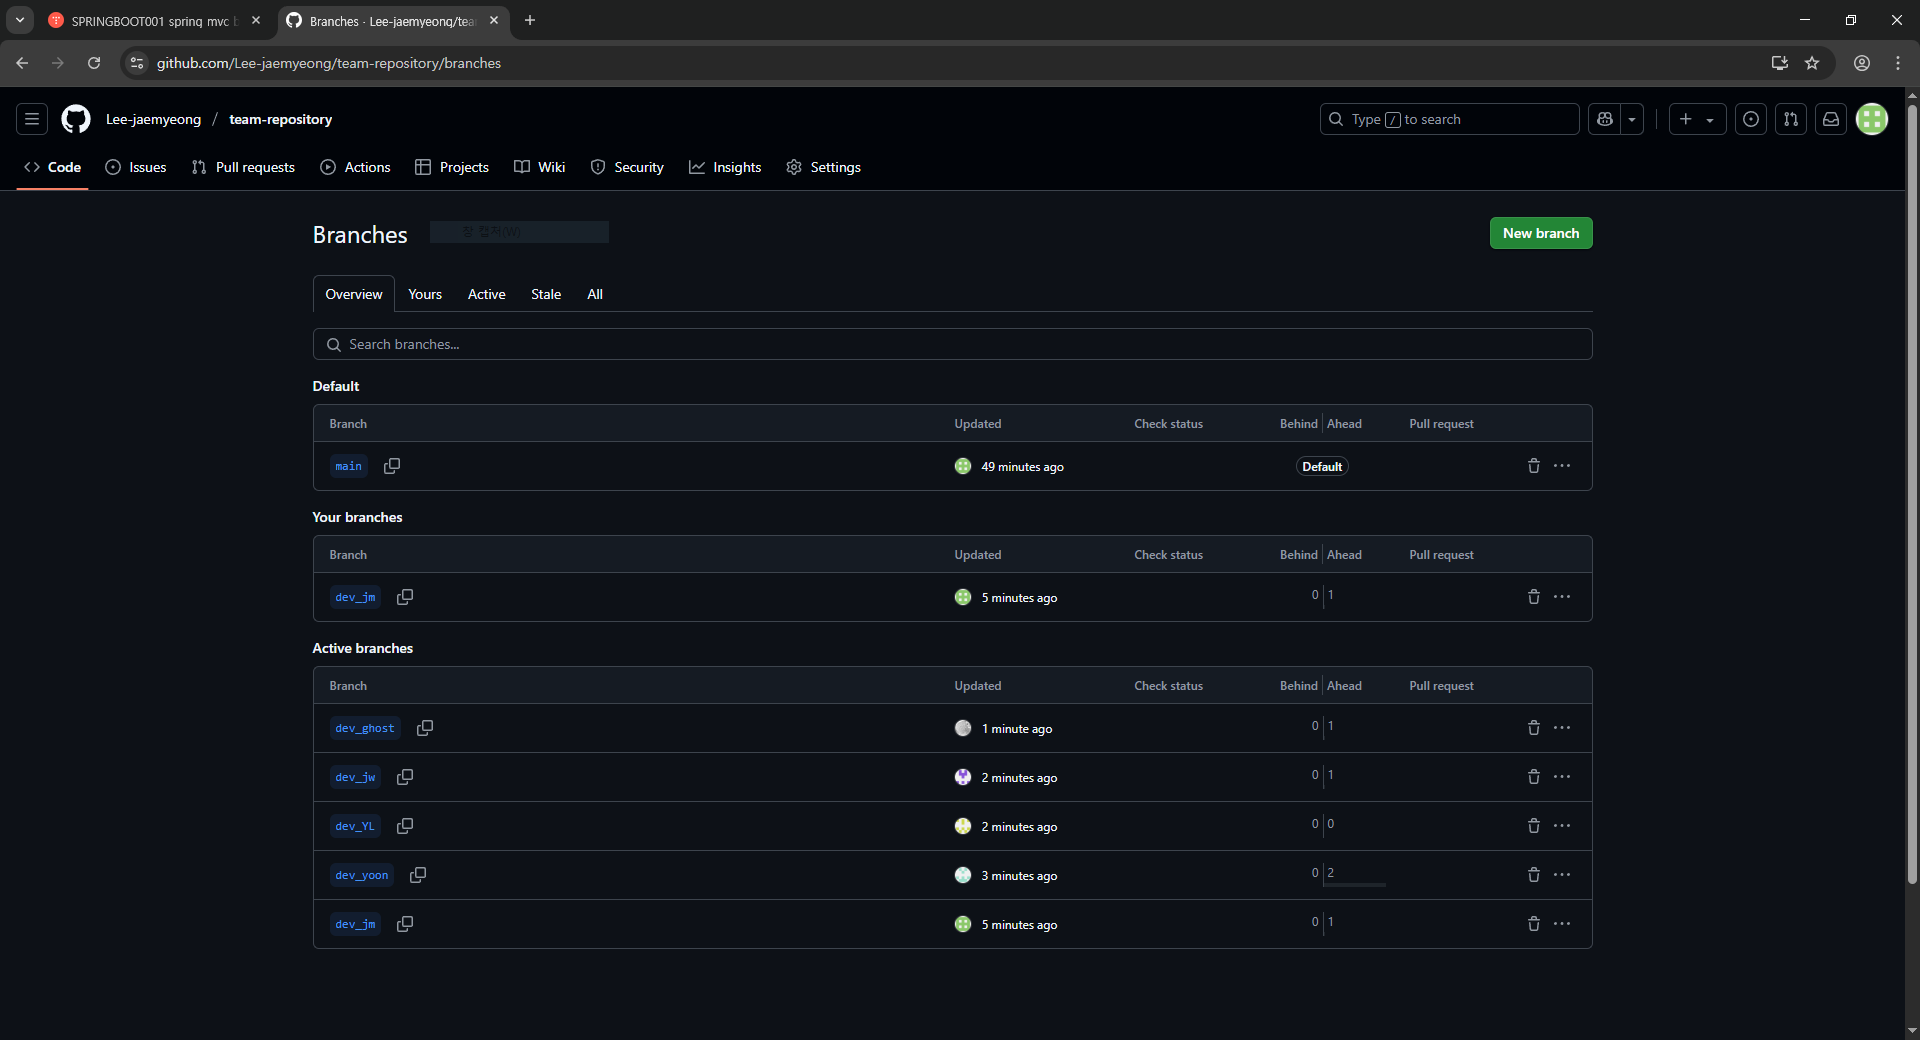 SPRINGBOOT001 spring mvc
Branches · Lee-jaemyeong/tea
github.com/Lee-jaemyeong/team-repository/branches
Lee-jaemyeong / team-repository
Type / to search
Code Issues Pull requests Actions Projects Wiki Security Insights Settings
Branches
창 캡처(W)
New branch
Overview Yours Active Stale All
Search branches...
Default
Branch Updated Check status Behind Ahead Pull request
main 49 minutes ago Default
Your branches
Branch Updated Check status Behind Ahead Pull request
dev_jm 5 minutes ago 0 1
Active branches
Branch Updated Check status Behind Ahead Pull request
dev_ghost 1 minute ago 0 1
dev_jw 2 minutes ago 0 1
dev_YL 2 minutes ago 0 0
dev_yoon 3 minutes ago 0 2
dev_jm 5 minutes ago 0 1